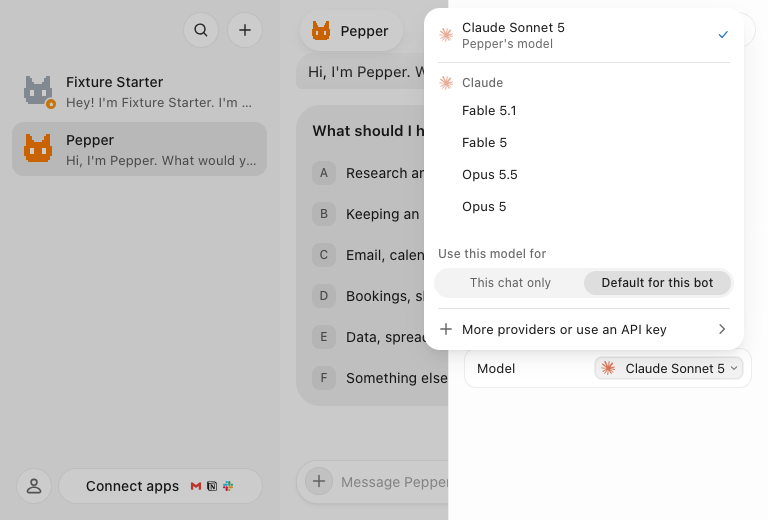 Fixture Starter
Hey! I'm Fixture Starter. I'm ...
Pepper
Hi, I'm Pepper. What would y...
Connect apps
Pepper
Hi, I'm Pepper. W
What should I h
A Research ar
B Keeping an
C Email, calen
D Bookings, sl
E Data, spread
F Something else
Message Pepper
Claude Sonnet 5
Pepper's model
Claude
Fable 5.1
Fable 5
Opus 5.5
Opus 5
Use this model for
This chat only
Default for this bot
More providers or use an API key
Model
Claude Sonnet 5